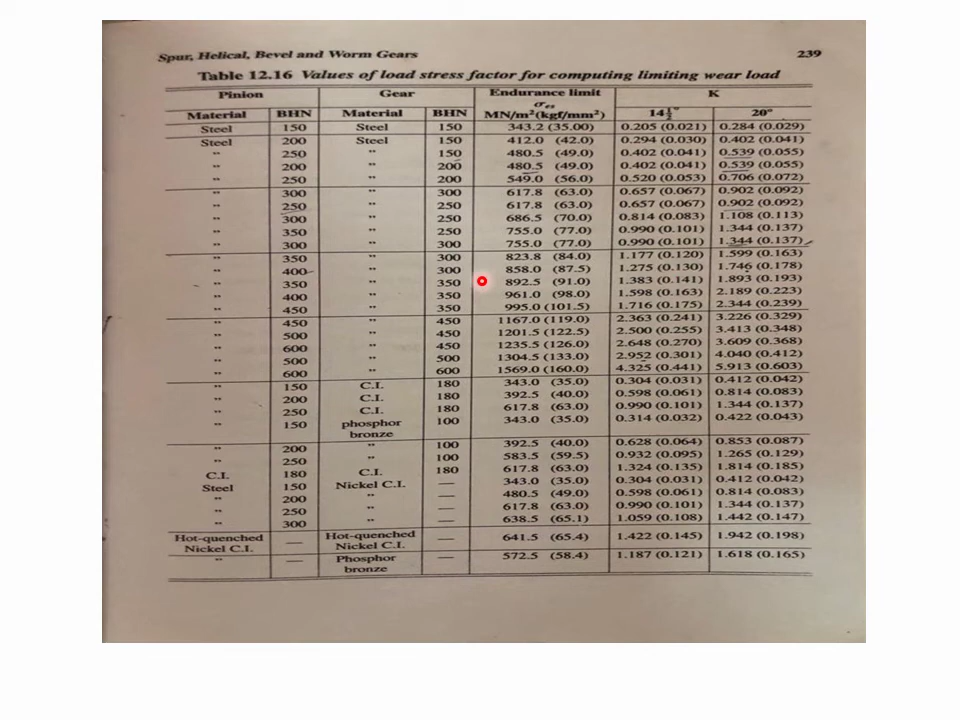 Spur, Helical, Bevel and Worm Gears 239
Table 12.16 Values of load stress factor for computing limiting wear load
Pinion Gear Endurance limit K
σes
Material BHN Material BHN MN/m²(kgf/mm²) 14½° 20°
Steel 150 Steel 150 343.2 (35.00) 0.205 (0.021) 0.284 (0.029)
Steel 200 Steel 150 412.0 (42.0) 0.294 (0.030) 0.402 (0.041)
" 250 " 150 480.5 (49.0) 0.402 (0.041) 0.539 (0.055)
" 200 " 200 480.5 (49.0) 0.402 (0.041) 0.539 (0.055)
" 250 " 200 549.0 (56.0) 0.520 (0.053) 0.706 (0.072)
" 300 " 300 617.8 (63.0) 0.657 (0.067) 0.902 (0.092)
" 250 " 250 617.8 (63.0) 0.657 (0.067) 0.902 (0.092)
" 300 " 250 686.5 (70.0) 0.814 (0.083) 1.108 (0.113)
" 350 " 250 755.0 (77.0) 0.990 (0.101) 1.344 (0.137)
" 300 " 300 755.0 (77.0) 0.990 (0.101) 1.344 (0.137)
" 350 " 300 823.8 (84.0) 1.177 (0.120) 1.599 (0.163)
" 400 " 300 858.0 (87.5) 1.275 (0.130) 1.746 (0.178)
" 350 " 350 892.5 (91.0) 1.383 (0.141) 1.893 (0.193)
" 400 " 350 961.0 (98.0) 1.598 (0.163) 2.189 (0.223)
" 450 " 350 995.0 (101.5) 1.716 (0.175) 2.344 (0.239)
" 450 " 450 1167.0 (119.0) 2.363 (0.241) 3.226 (0.329)
" 500 " 450 1201.5 (122.5) 2.500 (0.255) 3.413 (0.348)
" 600 " 450 1235.5 (126.0) 2.648 (0.270) 3.609 (0.368)
" 500 " 500 1304.5 (133.0) 2.952 (0.301) 4.040 (0.412)
" 600 " 600 1569.0 (160.0) 4.325 (0.441) 5.913 (0.603)
" 150 C.I. 180 343.0 (35.0) 0.304 (0.031) 0.412 (0.042)
" 200 C.I. 180 392.5 (40.0) 0.598 (0.061) 0.814 (0.083)
" 250 C.I. 180 617.8 (63.0) 0.990 (0.101) 1.344 (0.137)
" 150 phosphor 100 343.0 (35.0) 0.314 (0.032) 0.422 (0.043)
bronze
" 200 " 100 392.5 (40.0) 0.628 (0.064) 0.853 (0.087)
" 250 " 100 583.5 (59.5) 0.932 (0.095) 1.265 (0.129)
C.I. 180 C.I. 180 617.8 (63.0) 1.324 (0.135) 1.814 (0.185)
Steel 150 Nickel C.I. — 343.0 (35.0) 0.304 (0.031) 0.412 (0.042)
" 200 " — 480.5 (49.0) 0.598 (0.061) 0.814 (0.083)
" 250 " — 617.8 (63.0) 0.990 (0.101) 1.344 (0.137)
" 300 " — 638.5 (65.1) 1.059 (0.108) 1.442 (0.147)
Hot-quenched — Hot-quenched — 641.5 (65.4) 1.422 (0.145) 1.942 (0.198)
Nickel C.I. Nickel C.I.
" — Phosphor — 572.5 (58.4) 1.187 (0.121) 1.618 (0.165)
bronze